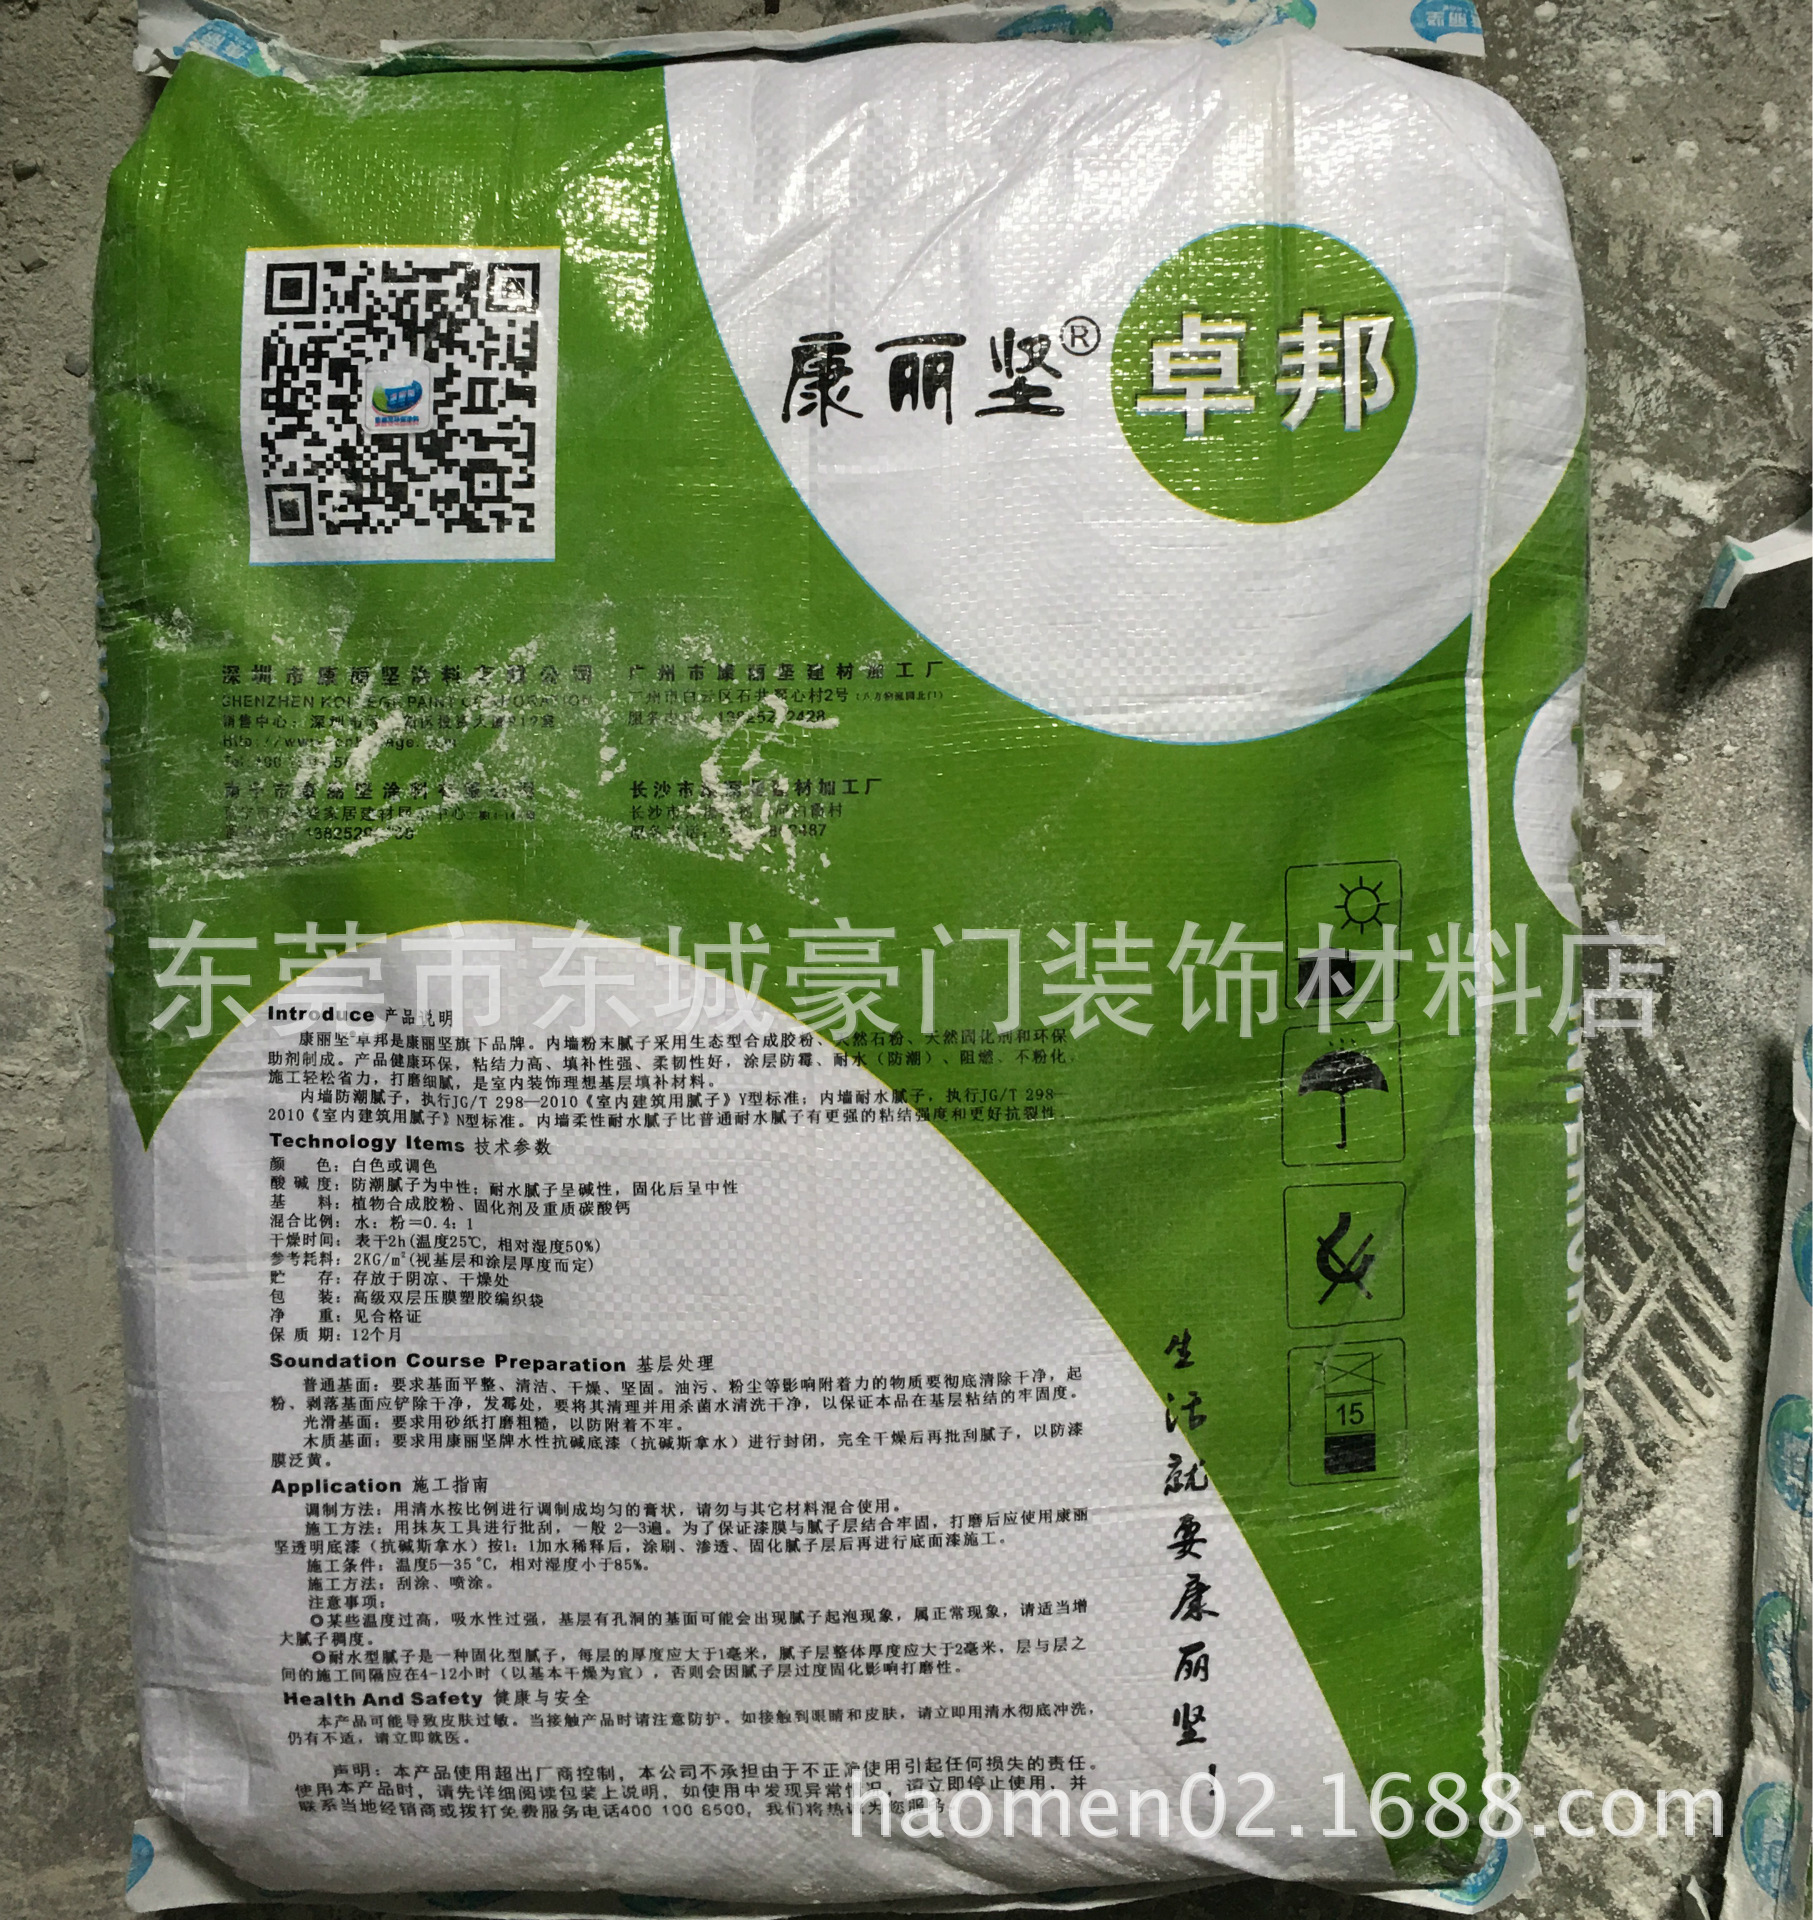 康丽坚® 卓邦
深圳市康丽坚涂料有限公司
广州市康丽坚建材加工厂
广州市白云区石井 心村2号
长沙市康丽坚建材加工厂
东莞市东城豪门装饰材料店
Introduce 产品说明
康丽坚®卓邦是康丽坚旗下品牌。内墙粉末腻子采用生态型合成胶粉、天然石粉、天然固化剂和环保
助剂制成。产品健康环保，粘结力高、填补性强、柔韧性好，涂层防霉、耐水（防潮）、阻燃、不粉化，
施工轻松省力，打磨细腻，是室内装饰理想基层填补材料。
内墙防潮腻子，执行JG/T 298—2010《室内建筑用腻子》Y型标准；内墙耐水腻子，执行JG/T 298—
2010《室内建筑用腻子》N型标准。内墙柔性耐水腻子比普通耐水腻子有更强的粘结强度和更好抗裂性。
Technology Items 技术参数
颜 色：白色或调色
酸 碱 度：防潮腻子为中性；耐水腻子呈碱性，固化后呈中性
基 料：植物合成胶粉、固化剂及重质碳酸钙
混合比例：水：粉＝0.4：1
干燥时间：表干2h(温度25℃，相对湿度50%)
参考耗料：2KG/m²(视基层和涂层厚度而定)
贮 存：存放于阴凉、干燥处
包 装：高级双层压膜塑胶编织袋
净 重：见合格证
保 质 期：12个月
Soundation Course Preparation 基层处理
普通基面：要求基面平整、清洁、干燥、坚固。油污、粉尘等影响附着力的物质要彻底清除干净，起
粉、剥落基面应铲除干净，发霉处，要将其清理并用杀菌水清洗干净，以保证本品在基层粘结的牢固度。
光滑基面：要求用砂纸打磨粗糙，以防附着不牢。
木质基面：要求用康丽坚牌水性抗碱底漆（抗碱斯拿水）进行封闭，完全干燥后再批刮腻子，以防漆
膜泛黄。
Application 施工指南
调制方法：用清水按比例进行调制成均匀的膏状，请勿与其它材料混合使用。
施工方法：用抹灰工具进行批刮，一般 2—3遍。为了保证漆膜与腻子层结合牢固，打磨后应使用康丽
坚透明底漆（抗碱斯拿水）按1：1加水稀释后，涂刷、渗透、固化腻子层后再进行底面漆施工。
施工条件：温度5—35℃，相对湿度小于85%。
施工方法：刮涂、喷涂。
注意事项：
◎某些温度过高，吸水性过强，基层有孔洞的基面可能会出现腻子起泡现象，属正常现象，请适当增
大腻子稠度。
◎耐水型腻子是一种固化型腻子，每层的厚度应大于1毫米，腻子层整体厚度应大于2毫米，层与层之
间的施工间隔应在4-12小时（以基本干燥为宜），否则会因腻子层过度固化影响打磨性。
Health And Safety 健康与安全
本产品可能导致皮肤过敏。当接触产品时请注意防护。如接触到眼睛和皮肤，请立即用清水彻底冲洗，
仍有不适，请立即就医。
声明：本产品使用超出厂商控制，本公司不承担由于不正确使用引起任何损失的责任。
使用本产品时，请先详细阅读包装上说明，如使用中发现异常情况，请立即停止使用，并
联系当地经销商或拨打免费服务电话400 100 8500，我们将热诚为您服务
生活就要康丽坚！
15
haomen02.1688.com